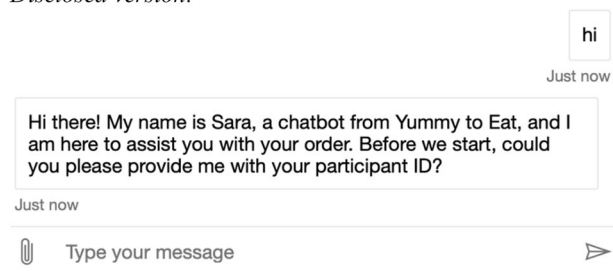 Disclosed version:
hi
Just now
Hi there! My name is Sara, a chatbot from Yummy to Eat, and I
am here to assist you with your order. Before we start, could
you please provide me with your participant ID?
Just now
Type your message